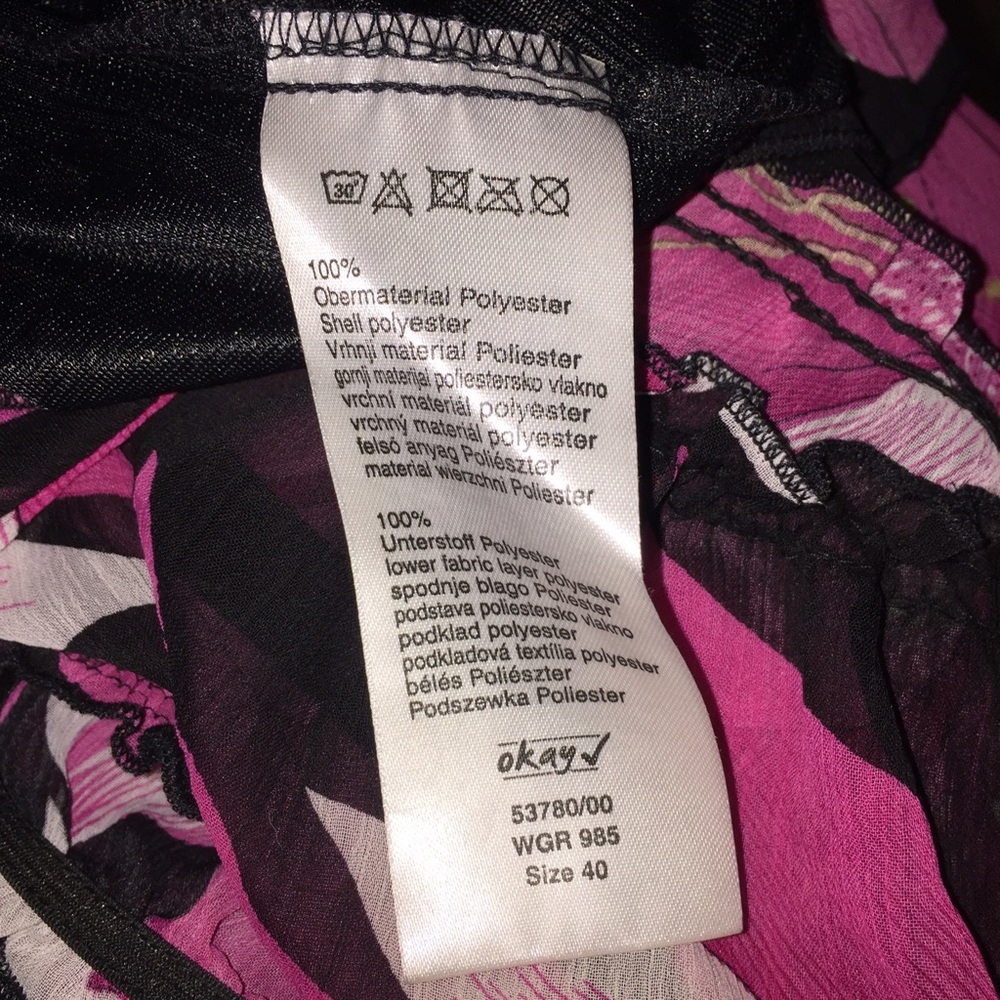 30°
100%
Obermaterial Polyester
Shell polyester
Vrhnji material Poliester
gornji materijal poliestersko vlakno
vrchní materiál polyester
vrchný materiál polyester
felsó anyag Poliészter
material wierzchni Poliester
100%
Unterstoff Polyester
lower fabric layer polyester
spodnje blago Poliester
podstava poliestersko vlakno
podklad polyester
podkladová textília polyester
bélés Poliészter
Podszewka Poliester
okay
53780/00
WGR 985
Size 40